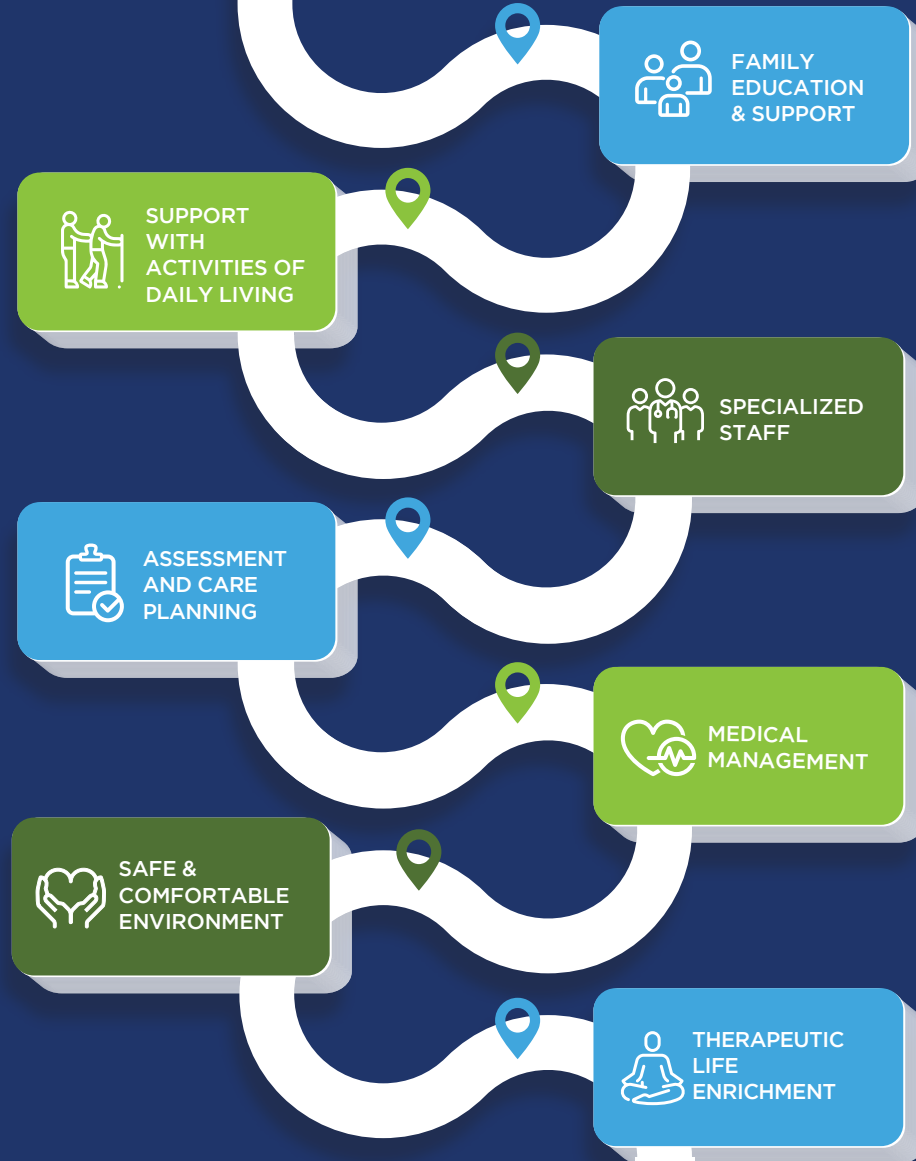 FAMILY
EDUCATION
& SUPPORT
SUPPORT
WITH
ACTIVITIES OF
DAILY LIVING
SPECIALIZED
STAFF
ASSESSMENT
AND CARE
PLANNING
MEDICAL
MANAGEMENT
SAFE &
COMFORTABLE
ENVIRONMENT
THERAPEUTIC
LIFE
ENRICHMENT